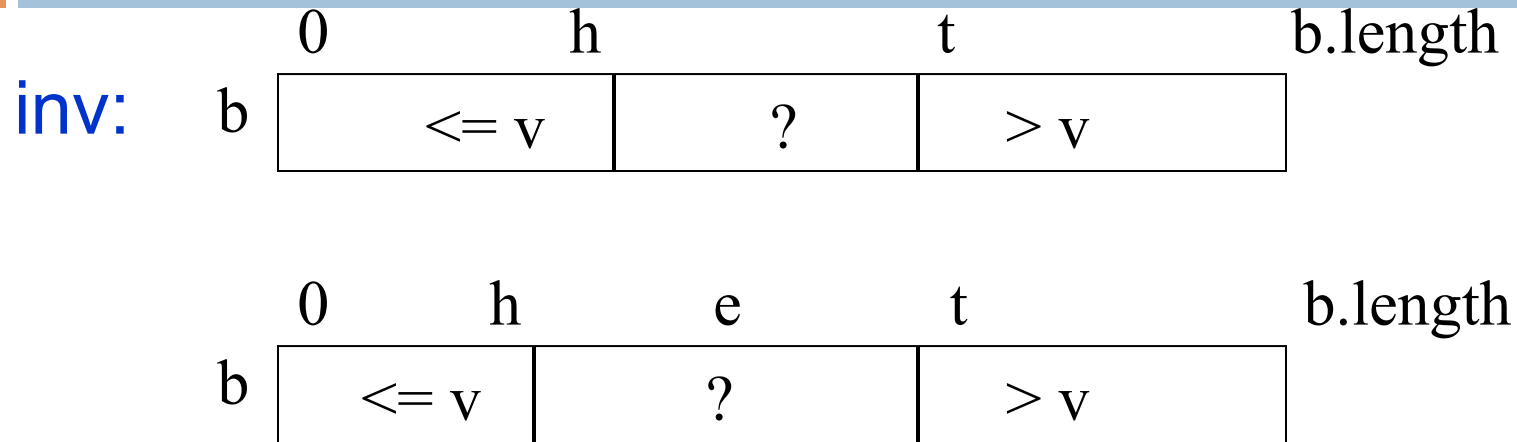 0 h t b.length
inv: b <= v ? > v
0 h e t b.length
b <= v ? > v